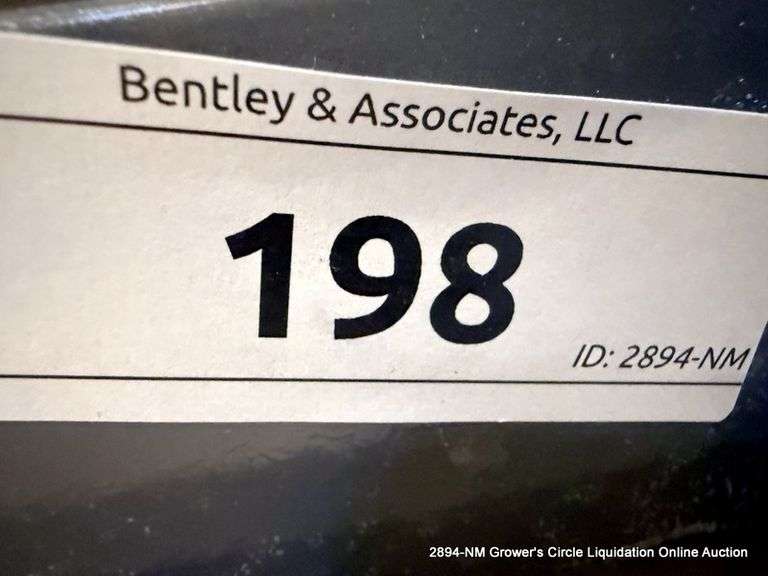 Bentley & Associates, LLC
198
ID: 2894-NM
2894-NM Grower's Circle Liquidation Online Auction